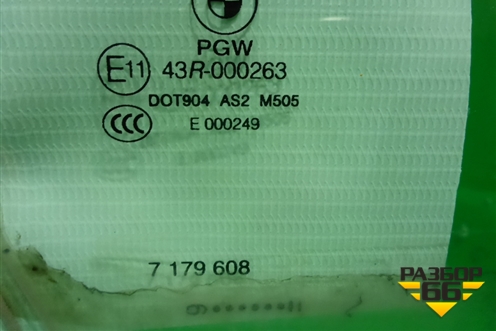 PGW
E11 43R-000263
DOT904 AS2 M505
CCC E 000249
7 179 608
РАЗБОР
66